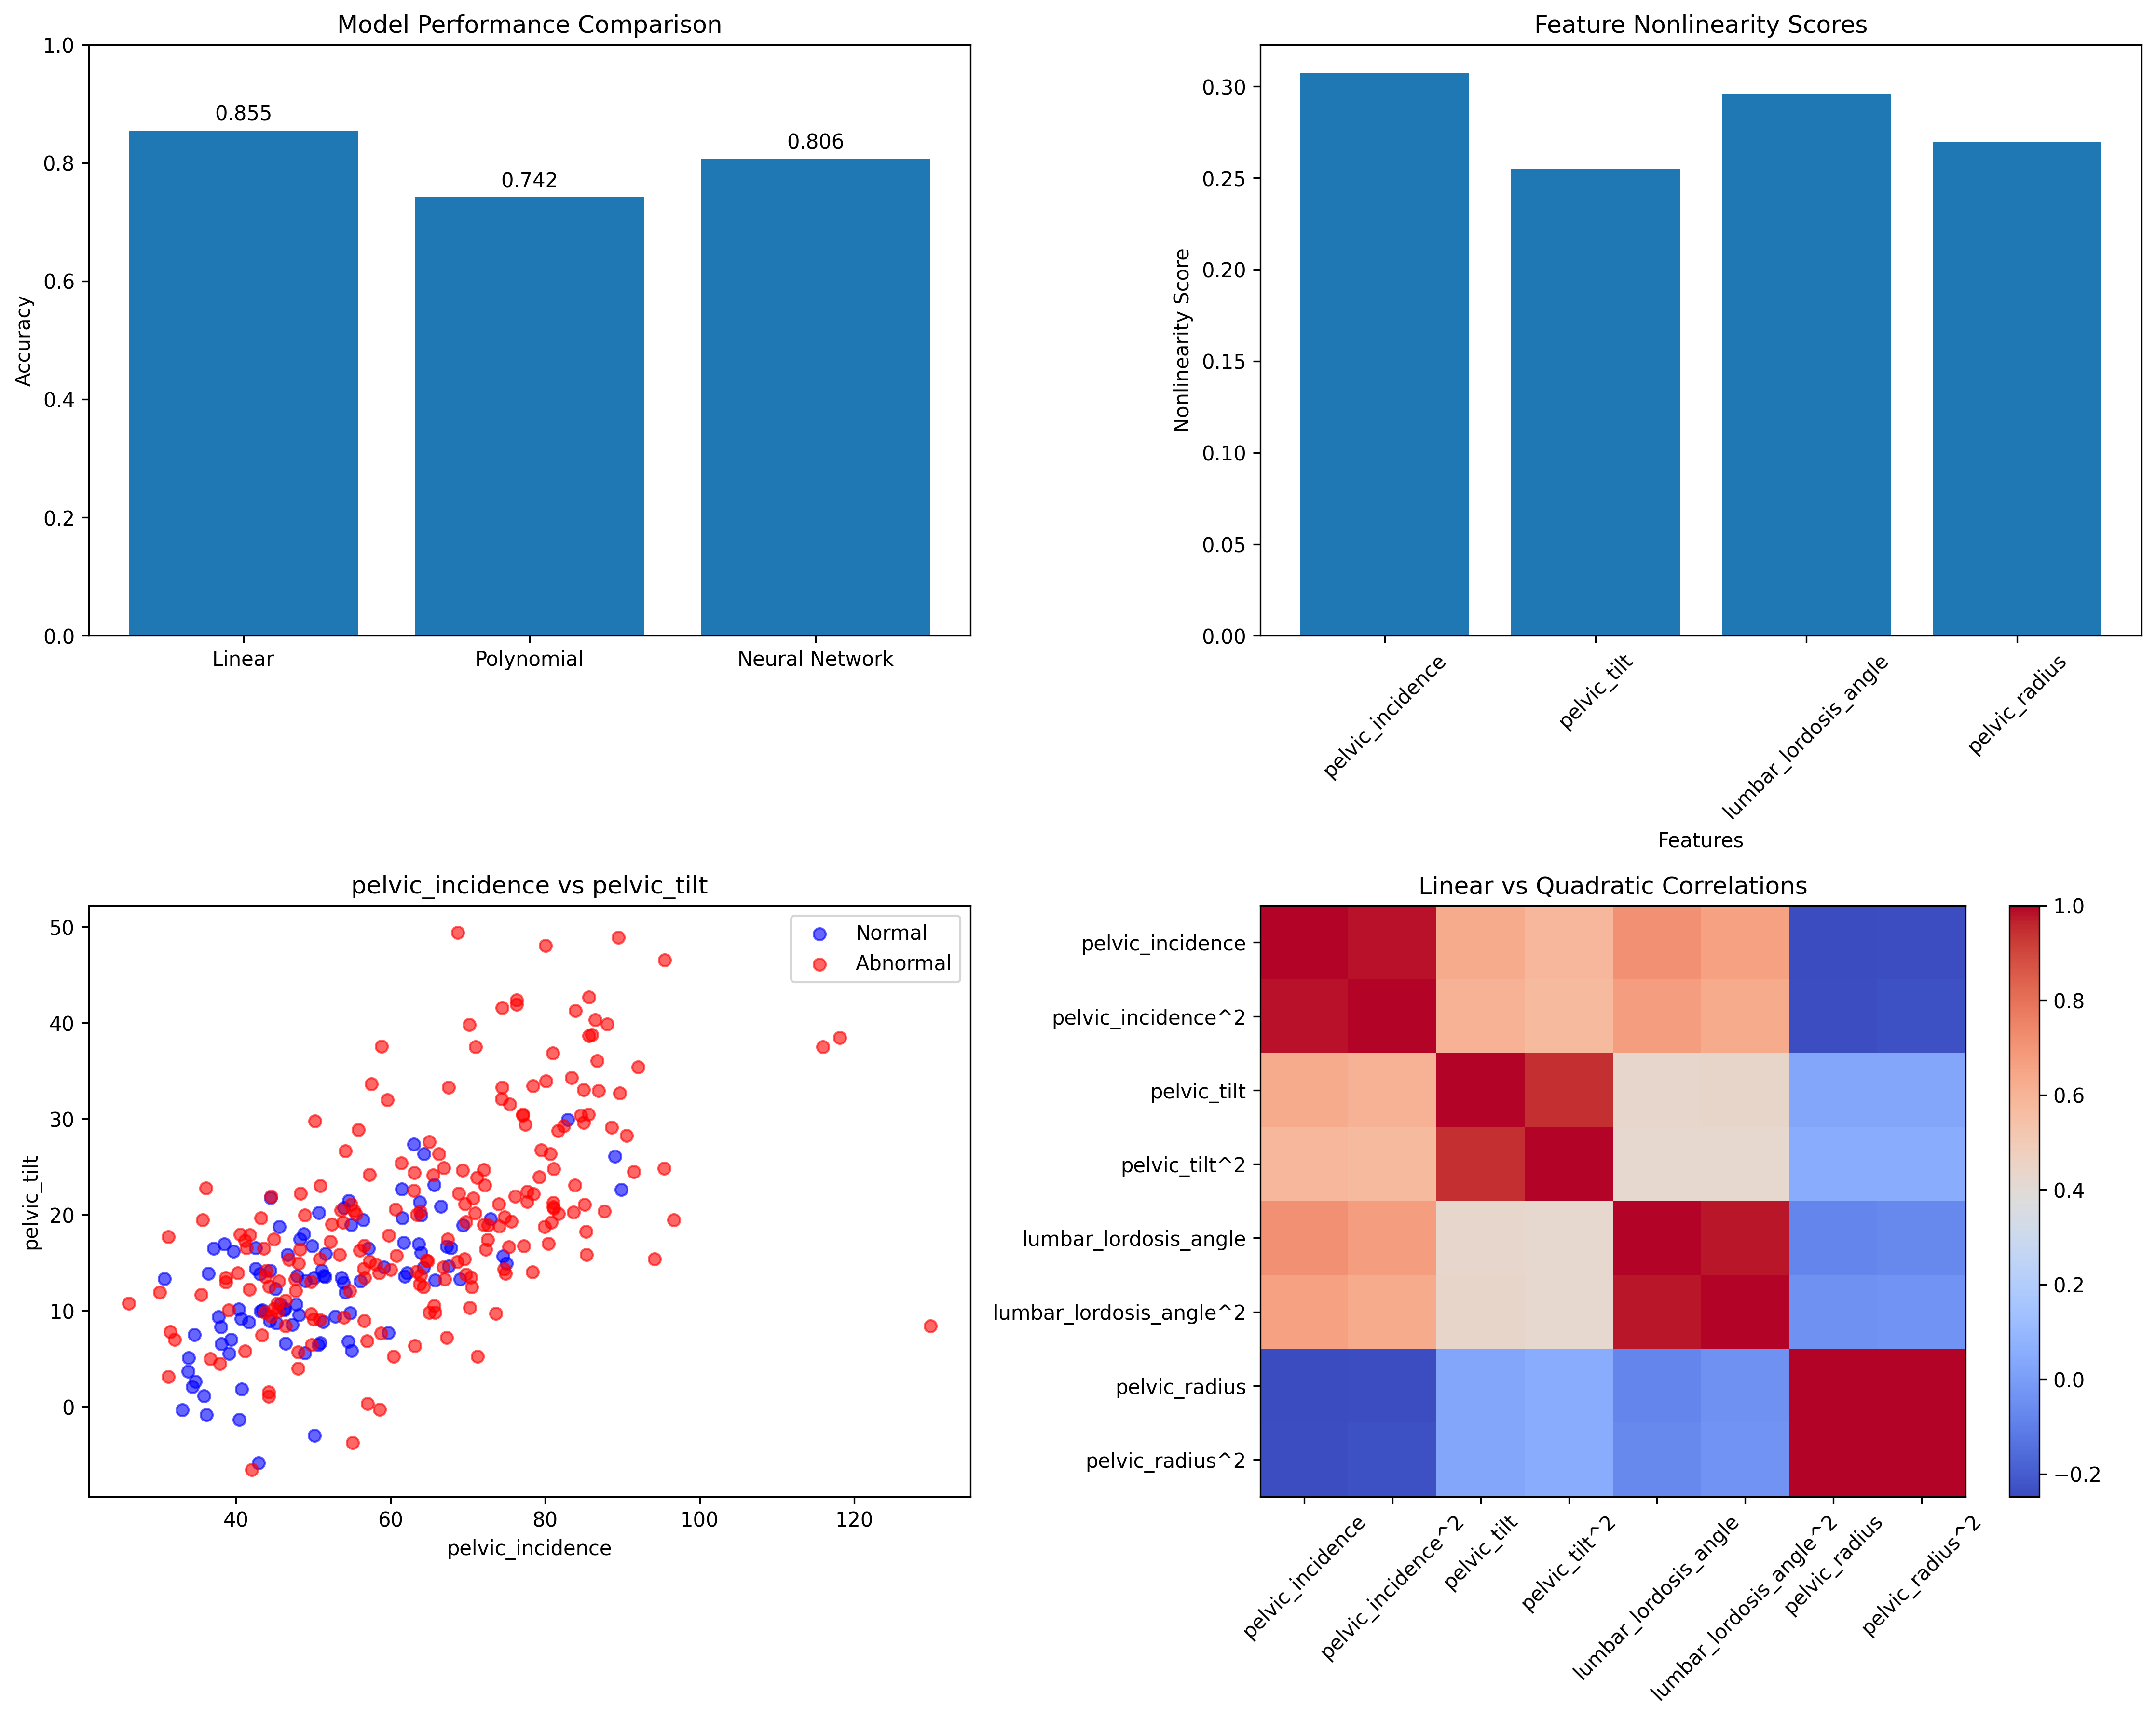 Model Performance Comparison
Accuracy
1.0
0.8
0.6
0.4
0.2
0.0
0.855
0.742
0.806
Linear
Polynomial
Neural Network
Feature Nonlinearity Scores
Nonlinearity Score
0.30
0.25
0.20
0.15
0.10
0.05
0.00
pelvic_incidence
pelvic_tilt
lumbar_lordosis_angle
pelvic_radius
Features
pelvic_incidence vs pelvic_tilt
Normal
Abnormal
pelvic_tilt
50
40
30
20
10
0
40
60
80
100
120
pelvic_incidence
Linear vs Quadratic Correlations
pelvic_incidence
pelvic_incidence^2
pelvic_tilt
pelvic_tilt^2
lumbar_lordosis_angle
lumbar_lordosis_angle^2
pelvic_radius
pelvic_radius^2
pelvic_incidence
pelvic_incidence^2
pelvic_tilt
pelvic_tilt^2
lumbar_lordosis_angle
lumbar_lordosis_angle^2
pelvic_radius
pelvic_radius^2
1.0
0.8
0.6
0.4
0.2
0.0
−0.2